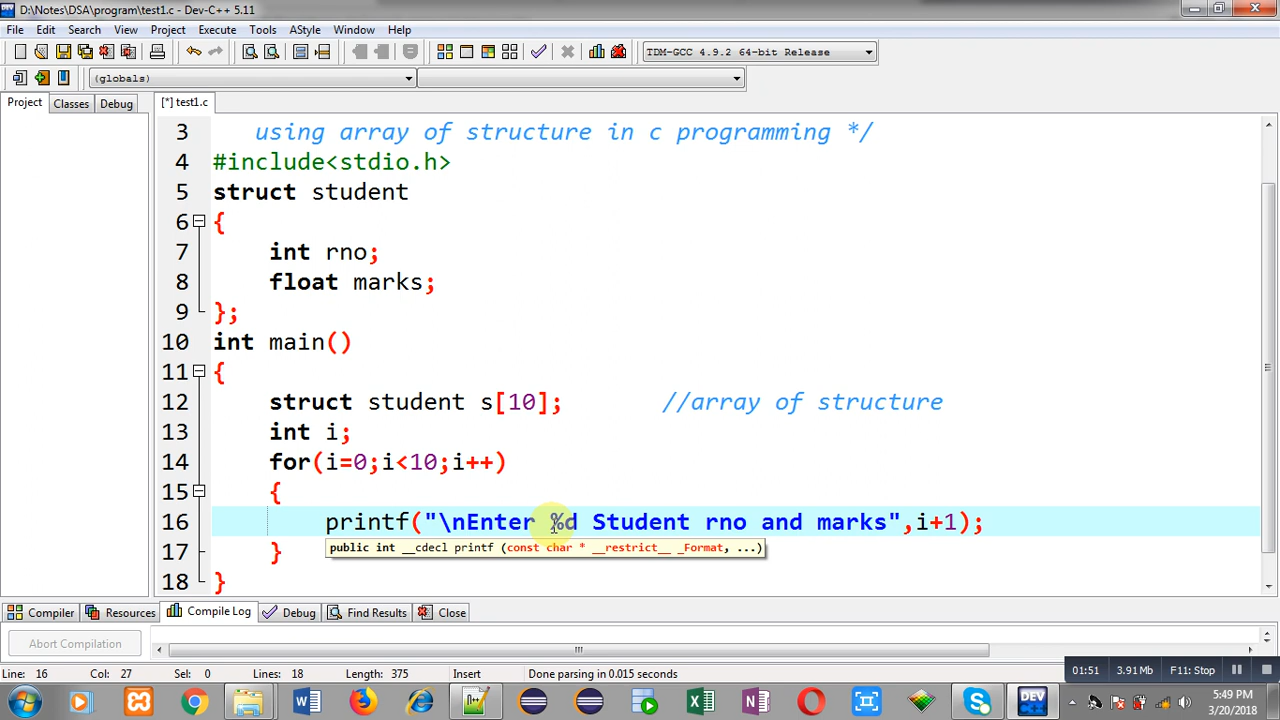 D:\Notes\DSA\program\test1.c - Dev-C++ 5.11
File Edit Search View Project Execute Tools AStyle Window Help
TDM-GCC 4.9.2 64-bit Release
(globals)
Project Classes Debug [*] test1.c
3 using array of structure in c programming */
4 #include<stdio.h>
5 struct student
6 {
7 int rno;
8 float marks;
9 };
10 int main()
11 {
12 struct student s[10]; //array of structure
13 int i;
14 for(i=0;i<10;i++)
15 {
16 printf("\nEnter %d Student rno and marks",i+1);
public int __cdecl printf (const char * __restrict__ _Format, ...)
17 }
18 }
Compiler Resources Compile Log Debug Find Results Close
Abort Compilation
Line: 16 Col: 27 Sel: 0 Lines: 18 Length: 375 Insert Done parsing in 0.015 seconds
01:51 3.91 Mb F11: Stop
DEV
5:49 PM
3/20/2018